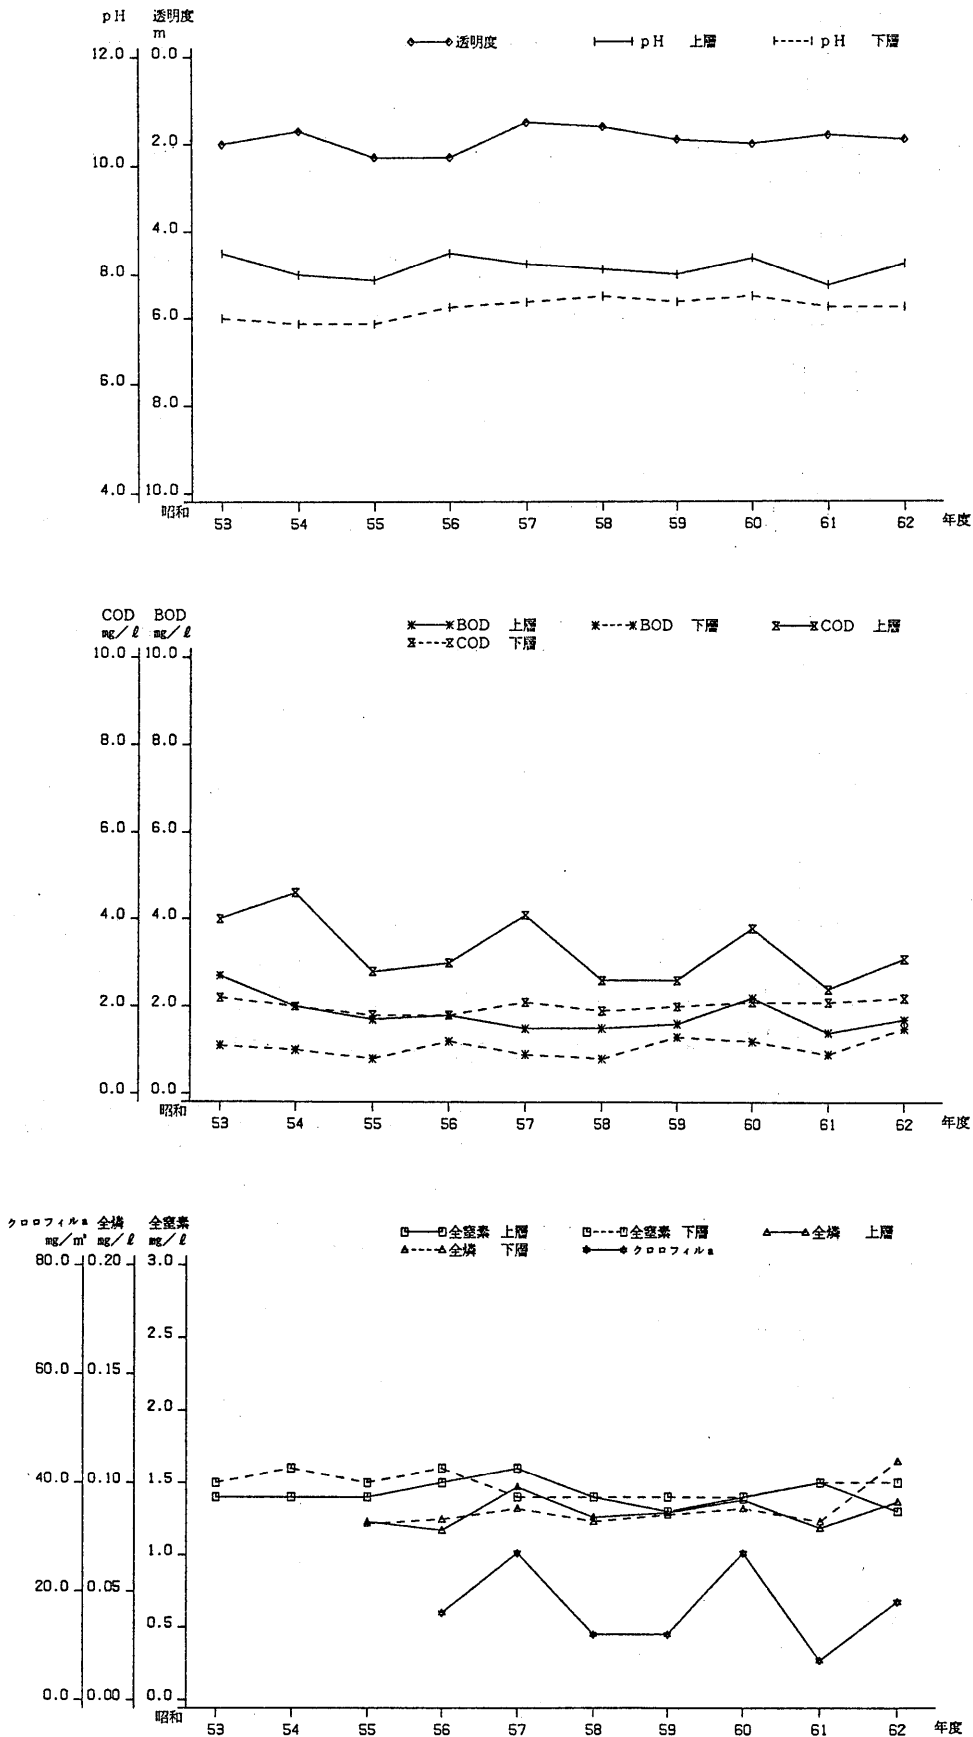 pH 透明度
m
透明度 pH 上層 pH 下層
12.0 0.0
2.0
10.0
4.0
8.0
6.0
6.0
8.0
4.0 10.0
昭和 53 54 55 56 57 58 59 60 61 62 年度
COD BOD
mg/ℓ mg/ℓ
BOD 上層 BOD 下層 COD 上層
COD 下層
10.0 10.0
8.0 8.0
6.0 6.0
4.0 4.0
2.0 2.0
0.0 0.0
昭和 53 54 55 56 57 58 59 60 61 62 年度
クロロフィルa 全燐 全窒素
mg/m³ mg/ℓ mg/ℓ
全窒素 上層 全窒素 下層 全燐 上層
全燐 下層 クロロフィルa
80.0 0.20 3.0
2.5
60.0 0.15
2.0
40.0 0.10 1.5
1.0
20.0 0.05
0.5
0.0 0.00 0.0
昭和 53 54 55 56 57 58 59 60 61 62 年度